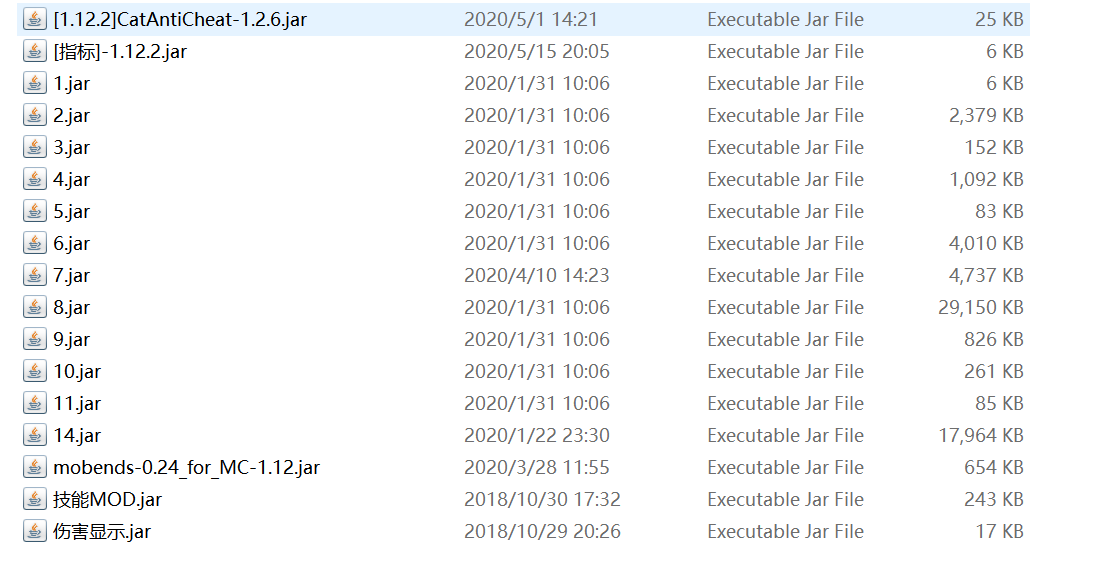 [1.12.2]CatAntiCheat-1.2.6.jar 2020/5/1 14:21 Executable Jar File 25 KB
[指标]-1.12.2.jar 2020/5/15 20:05 Executable Jar File 6 KB
1.jar 2020/1/31 10:06 Executable Jar File 6 KB
2.jar 2020/1/31 10:06 Executable Jar File 2,379 KB
3.jar 2020/1/31 10:06 Executable Jar File 152 KB
4.jar 2020/1/31 10:06 Executable Jar File 1,092 KB
5.jar 2020/1/31 10:06 Executable Jar File 83 KB
6.jar 2020/1/31 10:06 Executable Jar File 4,010 KB
7.jar 2020/4/10 14:23 Executable Jar File 4,737 KB
8.jar 2020/1/31 10:06 Executable Jar File 29,150 KB
9.jar 2020/1/31 10:06 Executable Jar File 826 KB
10.jar 2020/1/31 10:06 Executable Jar File 261 KB
11.jar 2020/1/31 10:06 Executable Jar File 85 KB
14.jar 2020/1/22 23:30 Executable Jar File 17,964 KB
mobends-0.24_for_MC-1.12.jar 2020/3/28 11:55 Executable Jar File 654 KB
技能MOD.jar 2018/10/30 17:32 Executable Jar File 243 KB
伤害显示.jar 2018/10/29 20:26 Executable Jar File 17 KB